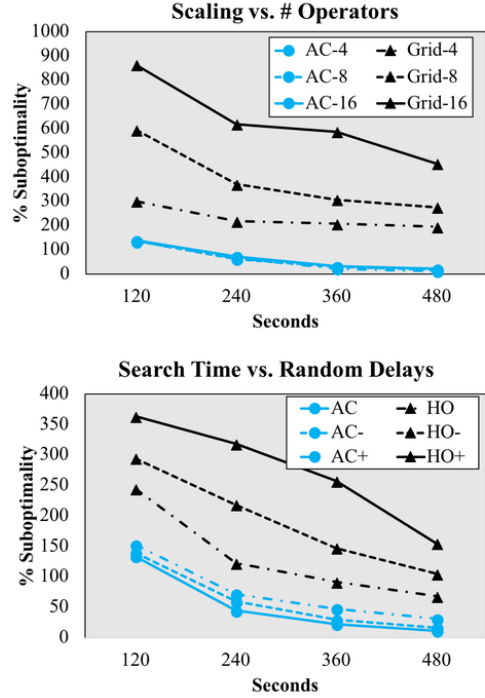 Scaling vs. # Operators
1000
900
800
700
600
500
400
300
200
100
0
% Suboptimality
AC-4 Grid-4
AC-8 Grid-8
AC-16 Grid-16
120 240 360 480
Seconds
Search Time vs. Random Delays
400
350
300
250
200
150
100
50
0
% Suboptimality
AC HO
AC- HO-
AC+ HO+
120 240 360 480
Seconds